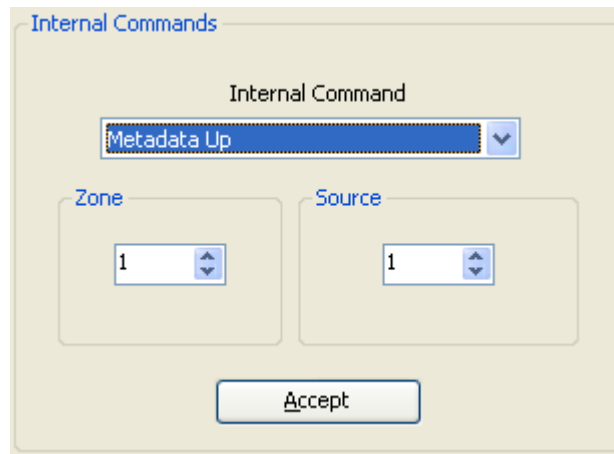 Internal Commands
Internal Command
Metadata Up
Zone
Source
1
1
Accept